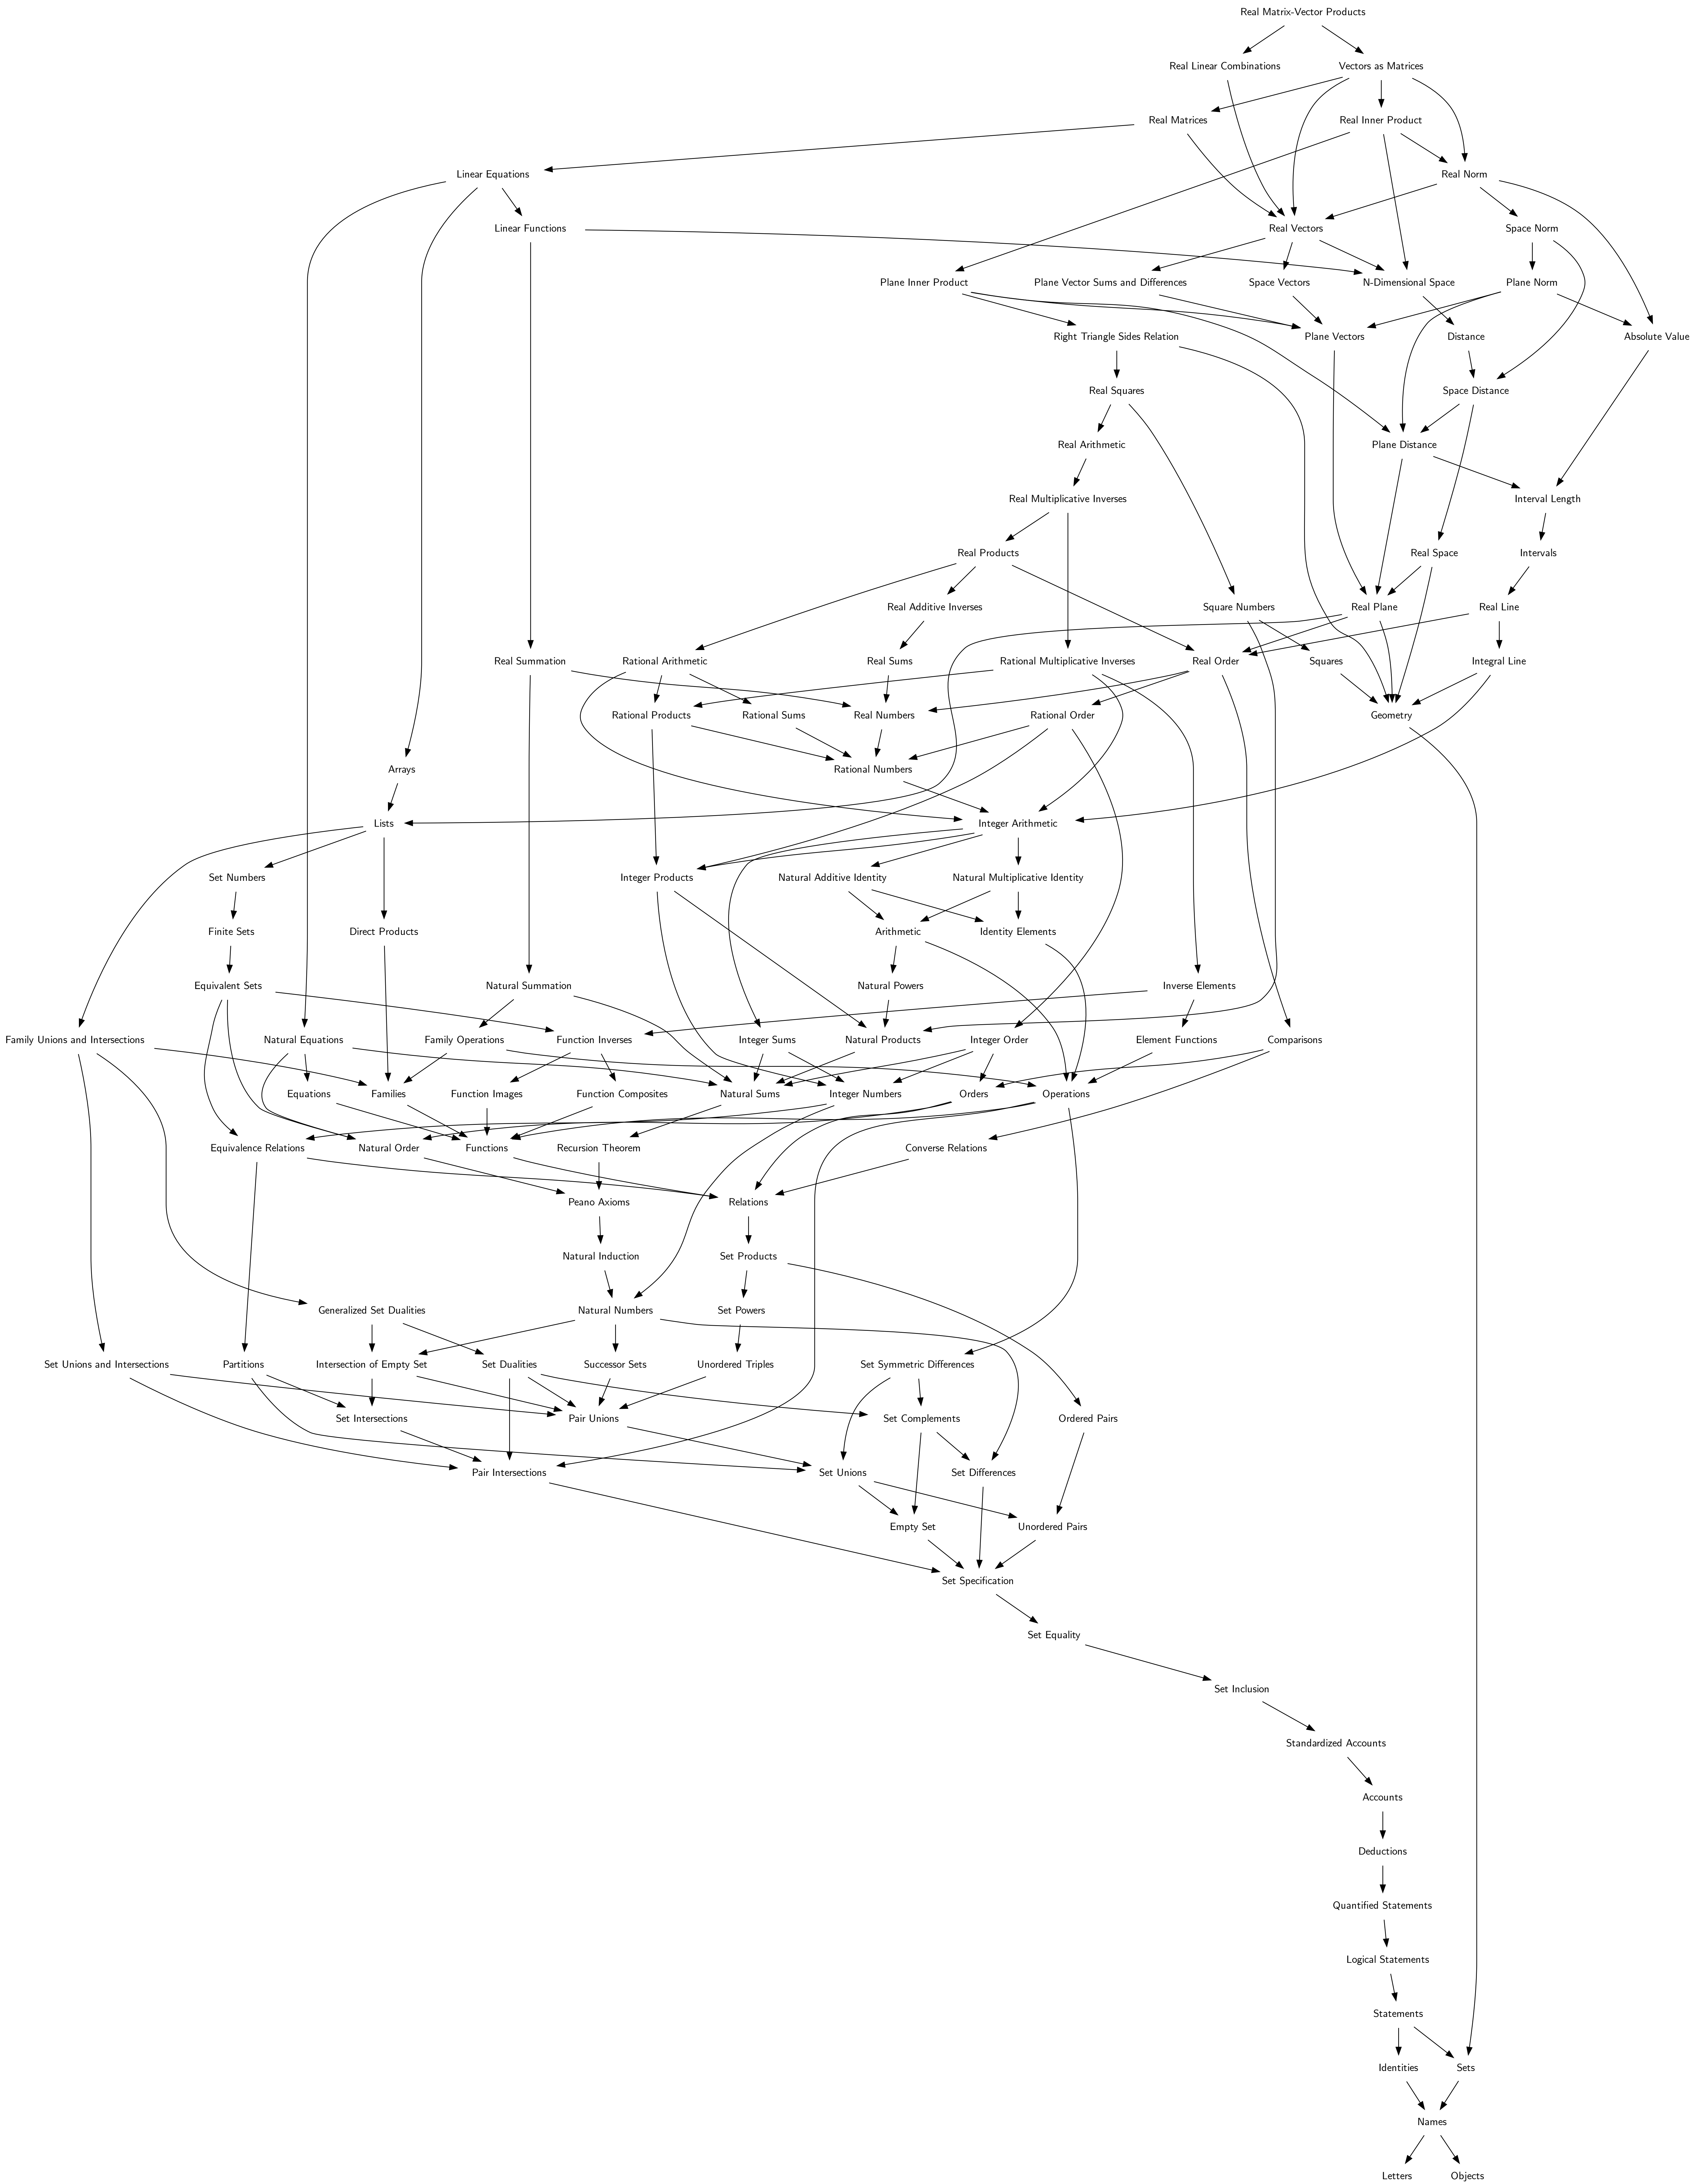 Real Matrix-Vector Products
Real Linear Combinations
Vectors as Matrices
Real Matrices
Real Inner Product
Linear Equations
Real Norm
Linear Functions
Real Vectors
Space Norm
Plane Inner Product
Plane Vector Sums and Differences
Space Vectors
N-Dimensional Space
Plane Norm
Right Triangle Sides Relation
Plane Vectors
Distance
Absolute Value
Real Squares
Space Distance
Real Arithmetic
Plane Distance
Real Multiplicative Inverses
Interval Length
Real Products
Real Space
Intervals
Real Additive Inverses
Square Numbers
Real Plane
Real Line
Real Summation
Rational Arithmetic
Real Sums
Rational Multiplicative Inverses
Real Order
Squares
Integral Line
Rational Products
Rational Sums
Real Numbers
Rational Order
Geometry
Arrays
Rational Numbers
Lists
Integer Arithmetic
Set Numbers
Integer Products
Natural Additive Identity
Natural Multiplicative Identity
Finite Sets
Direct Products
Arithmetic
Identity Elements
Equivalent Sets
Natural Summation
Natural Powers
Inverse Elements
Family Unions and Intersections
Natural Equations
Family Operations
Function Inverses
Integer Sums
Natural Products
Integer Order
Element Functions
Comparisons
Equations
Families
Function Images
Function Composites
Natural Sums
Integer Numbers
Orders
Operations
Equivalence Relations
Natural Order
Functions
Recursion Theorem
Converse Relations
Peano Axioms
Relations
Natural Induction
Set Products
Generalized Set Dualities
Natural Numbers
Set Powers
Set Unions and Intersections
Partitions
Intersection of Empty Set
Set Dualities
Successor Sets
Unordered Triples
Set Symmetric Differences
Set Intersections
Pair Unions
Set Complements
Ordered Pairs
Pair Intersections
Set Unions
Set Differences
Empty Set
Unordered Pairs
Set Specification
Set Equality
Set Inclusion
Standardized Accounts
Accounts
Deductions
Quantified Statements
Logical Statements
Statements
Identities
Sets
Names
Letters
Objects